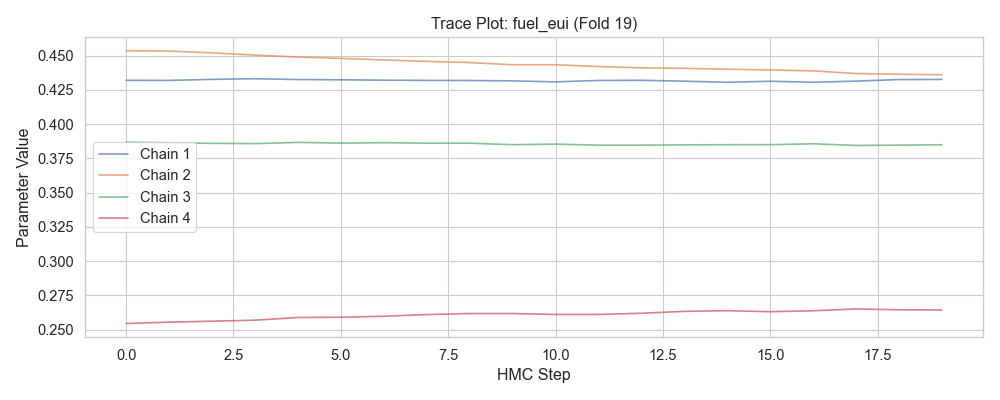 Trace Plot: fuel_eui (Fold 19)
Parameter Value
0.450
0.425
0.400
0.375
0.350
0.325
0.300
0.275
0.250
Chain 1
Chain 2
Chain 3
Chain 4
0.0 2.5 5.0 7.5 10.0 12.5 15.0 17.5
HMC Step